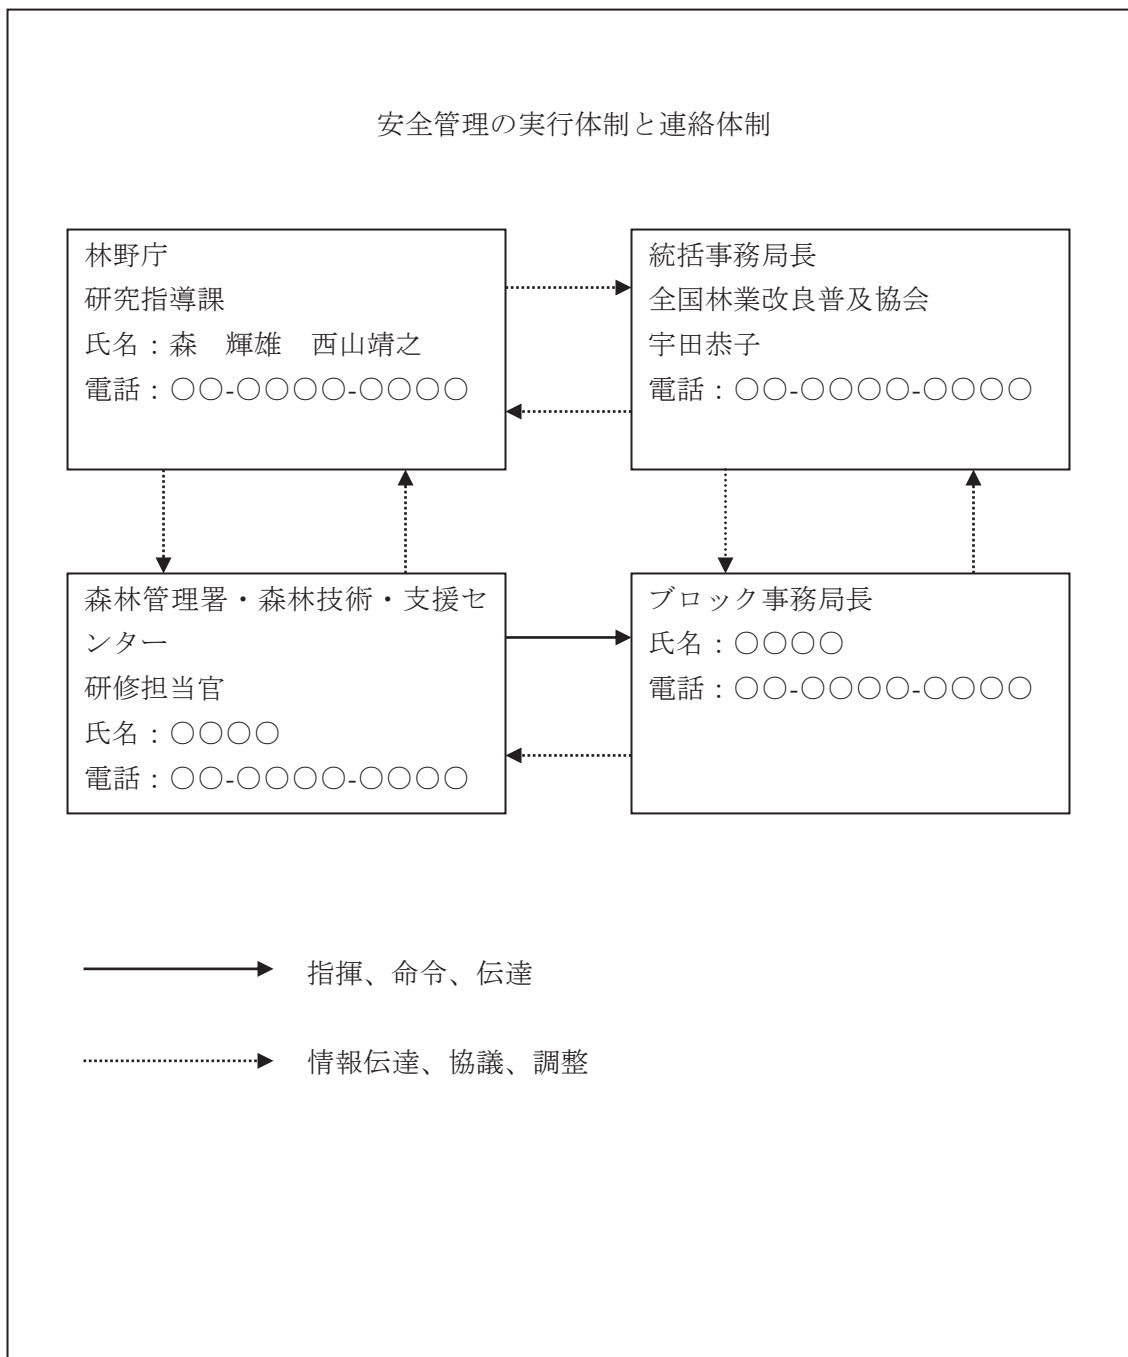 安全管理の実行体制と連絡体制
林野庁
研究指導課
氏名：森　輝雄　西山靖之
電話：○○-○○○○-○○○○
統括事務局長
全国林業改良普及協会
宇田恭子
電話：○○-○○○○-○○○○
森林管理署・森林技術・支援セ
ンター
研修担当官
氏名：○○○○
電話：○○-○○○○-○○○○
ブロック事務局長
氏名：○○○○
電話：○○-○○○○-○○○○
指揮、命令、伝達
情報伝達、協議、調整